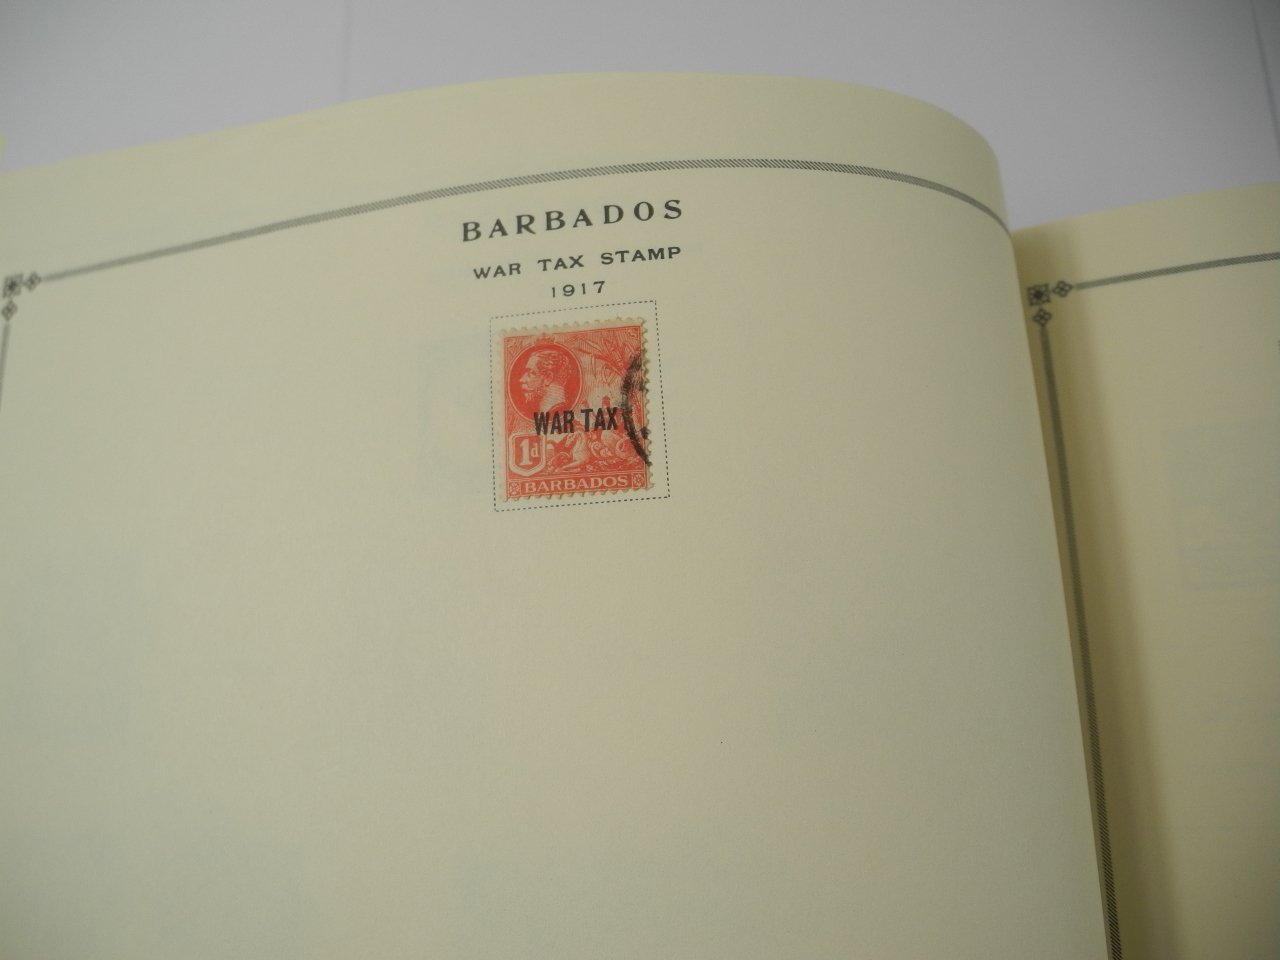 BARBADOS
WAR TAX STAMP
1917
WAR TAX
1d
BARBADOS